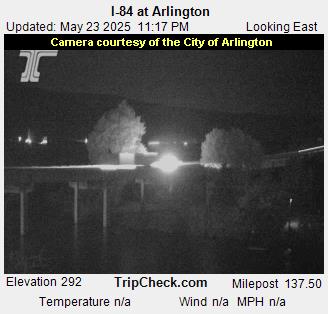 I-84 at Arlington
Updated: May 23 2025 11:17 PM Looking East
Camera courtesy of the City of Arlington
Elevation 292 TripCheck.com Milepost 137.50
Temperature n/a Wind n/a MPH n/a